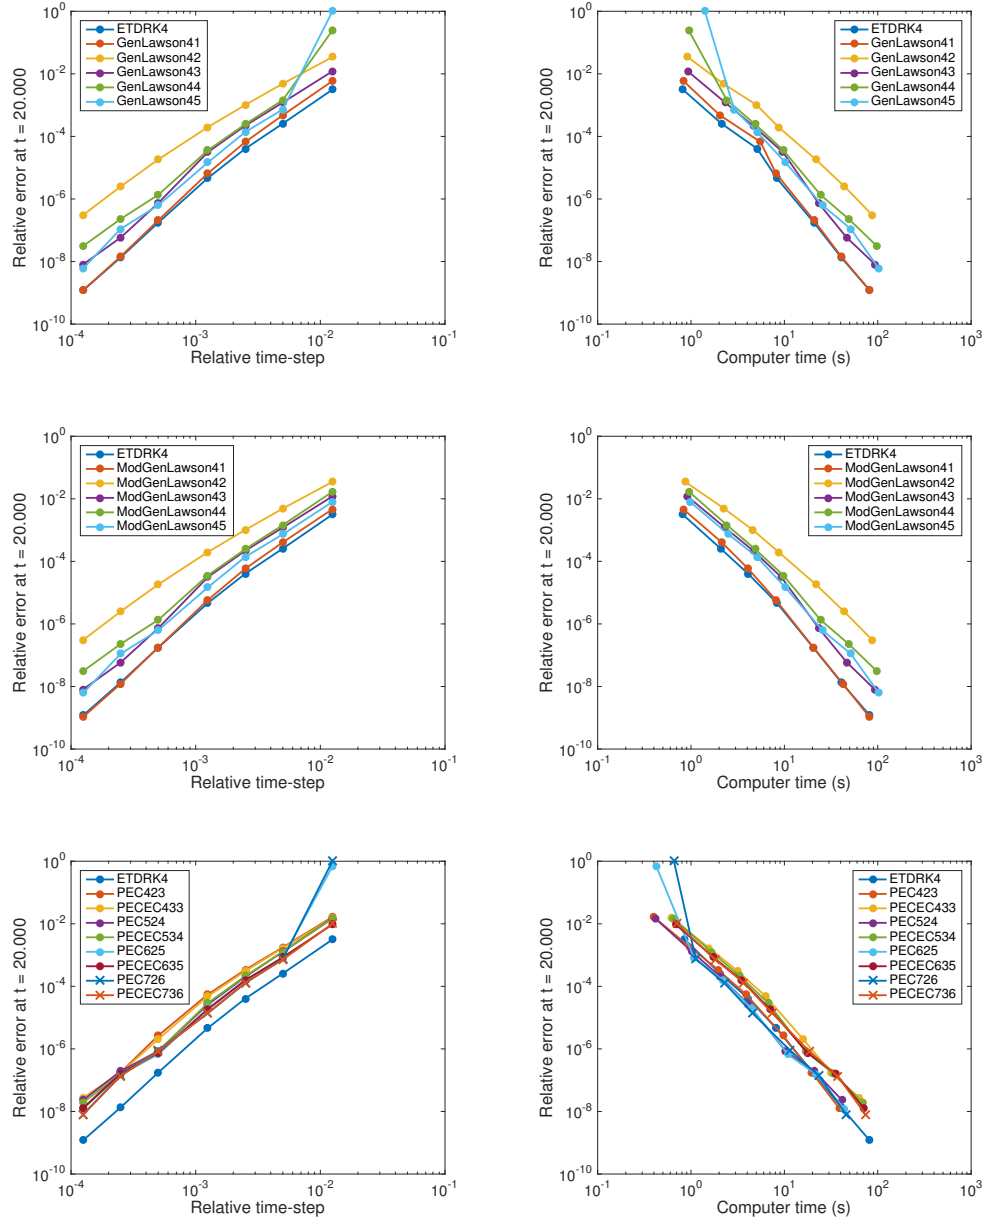 10^0
10^-2
10^-4
10^-6
10^-8
10^-10
Relative error at t = 20.000
ETDRK4
GenLawson41
GenLawson42
GenLawson43
GenLawson44
GenLawson45
10^-4
10^-3
10^-2
10^-1
Relative time-step
10^0
10^-2
10^-4
10^-6
10^-8
10^-10
Relative error at t = 20.000
ETDRK4
GenLawson41
GenLawson42
GenLawson43
GenLawson44
GenLawson45
10^-1
10^0
10^1
10^2
10^3
Computer time (s)
10^0
10^-2
10^-4
10^-6
10^-8
10^-10
Relative error at t = 20.000
ETDRK4
ModGenLawson41
ModGenLawson42
ModGenLawson43
ModGenLawson44
ModGenLawson45
10^-4
10^-3
10^-2
10^-1
Relative time-step
10^0
10^-2
10^-4
10^-6
10^-8
10^-10
Relative error at t = 20.000
ETDRK4
ModGenLawson41
ModGenLawson42
ModGenLawson43
ModGenLawson44
ModGenLawson45
10^-1
10^0
10^1
10^2
10^3
Computer time (s)
10^0
10^-2
10^-4
10^-6
10^-8
10^-10
Relative error at t = 20.000
ETDRK4
PEC423
PECEC433
PEC524
PECEC534
PEC625
PECEC635
PEC726
PECEC736
10^-4
10^-3
10^-2
10^-1
Relative time-step
10^0
10^-2
10^-4
10^-6
10^-8
10^-10
Relative error at t = 20.000
ETDRK4
PEC423
PECEC433
PEC524
PECEC534
PEC625
PECEC635
PEC726
PECEC736
10^-1
10^0
10^1
10^2
10^3
Computer time (s)